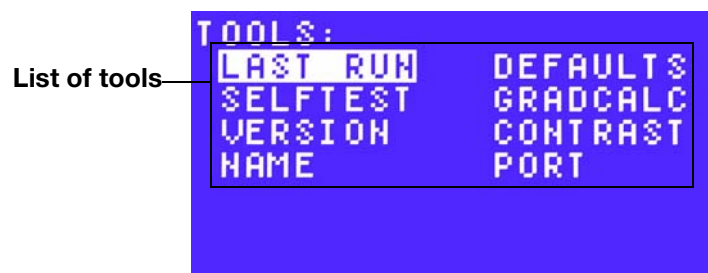 TOOLS:
List of tools
LAST RUN DEFAULTS
SELFTEST GRADCALC
VERSION CONTRAST
NAME PORT